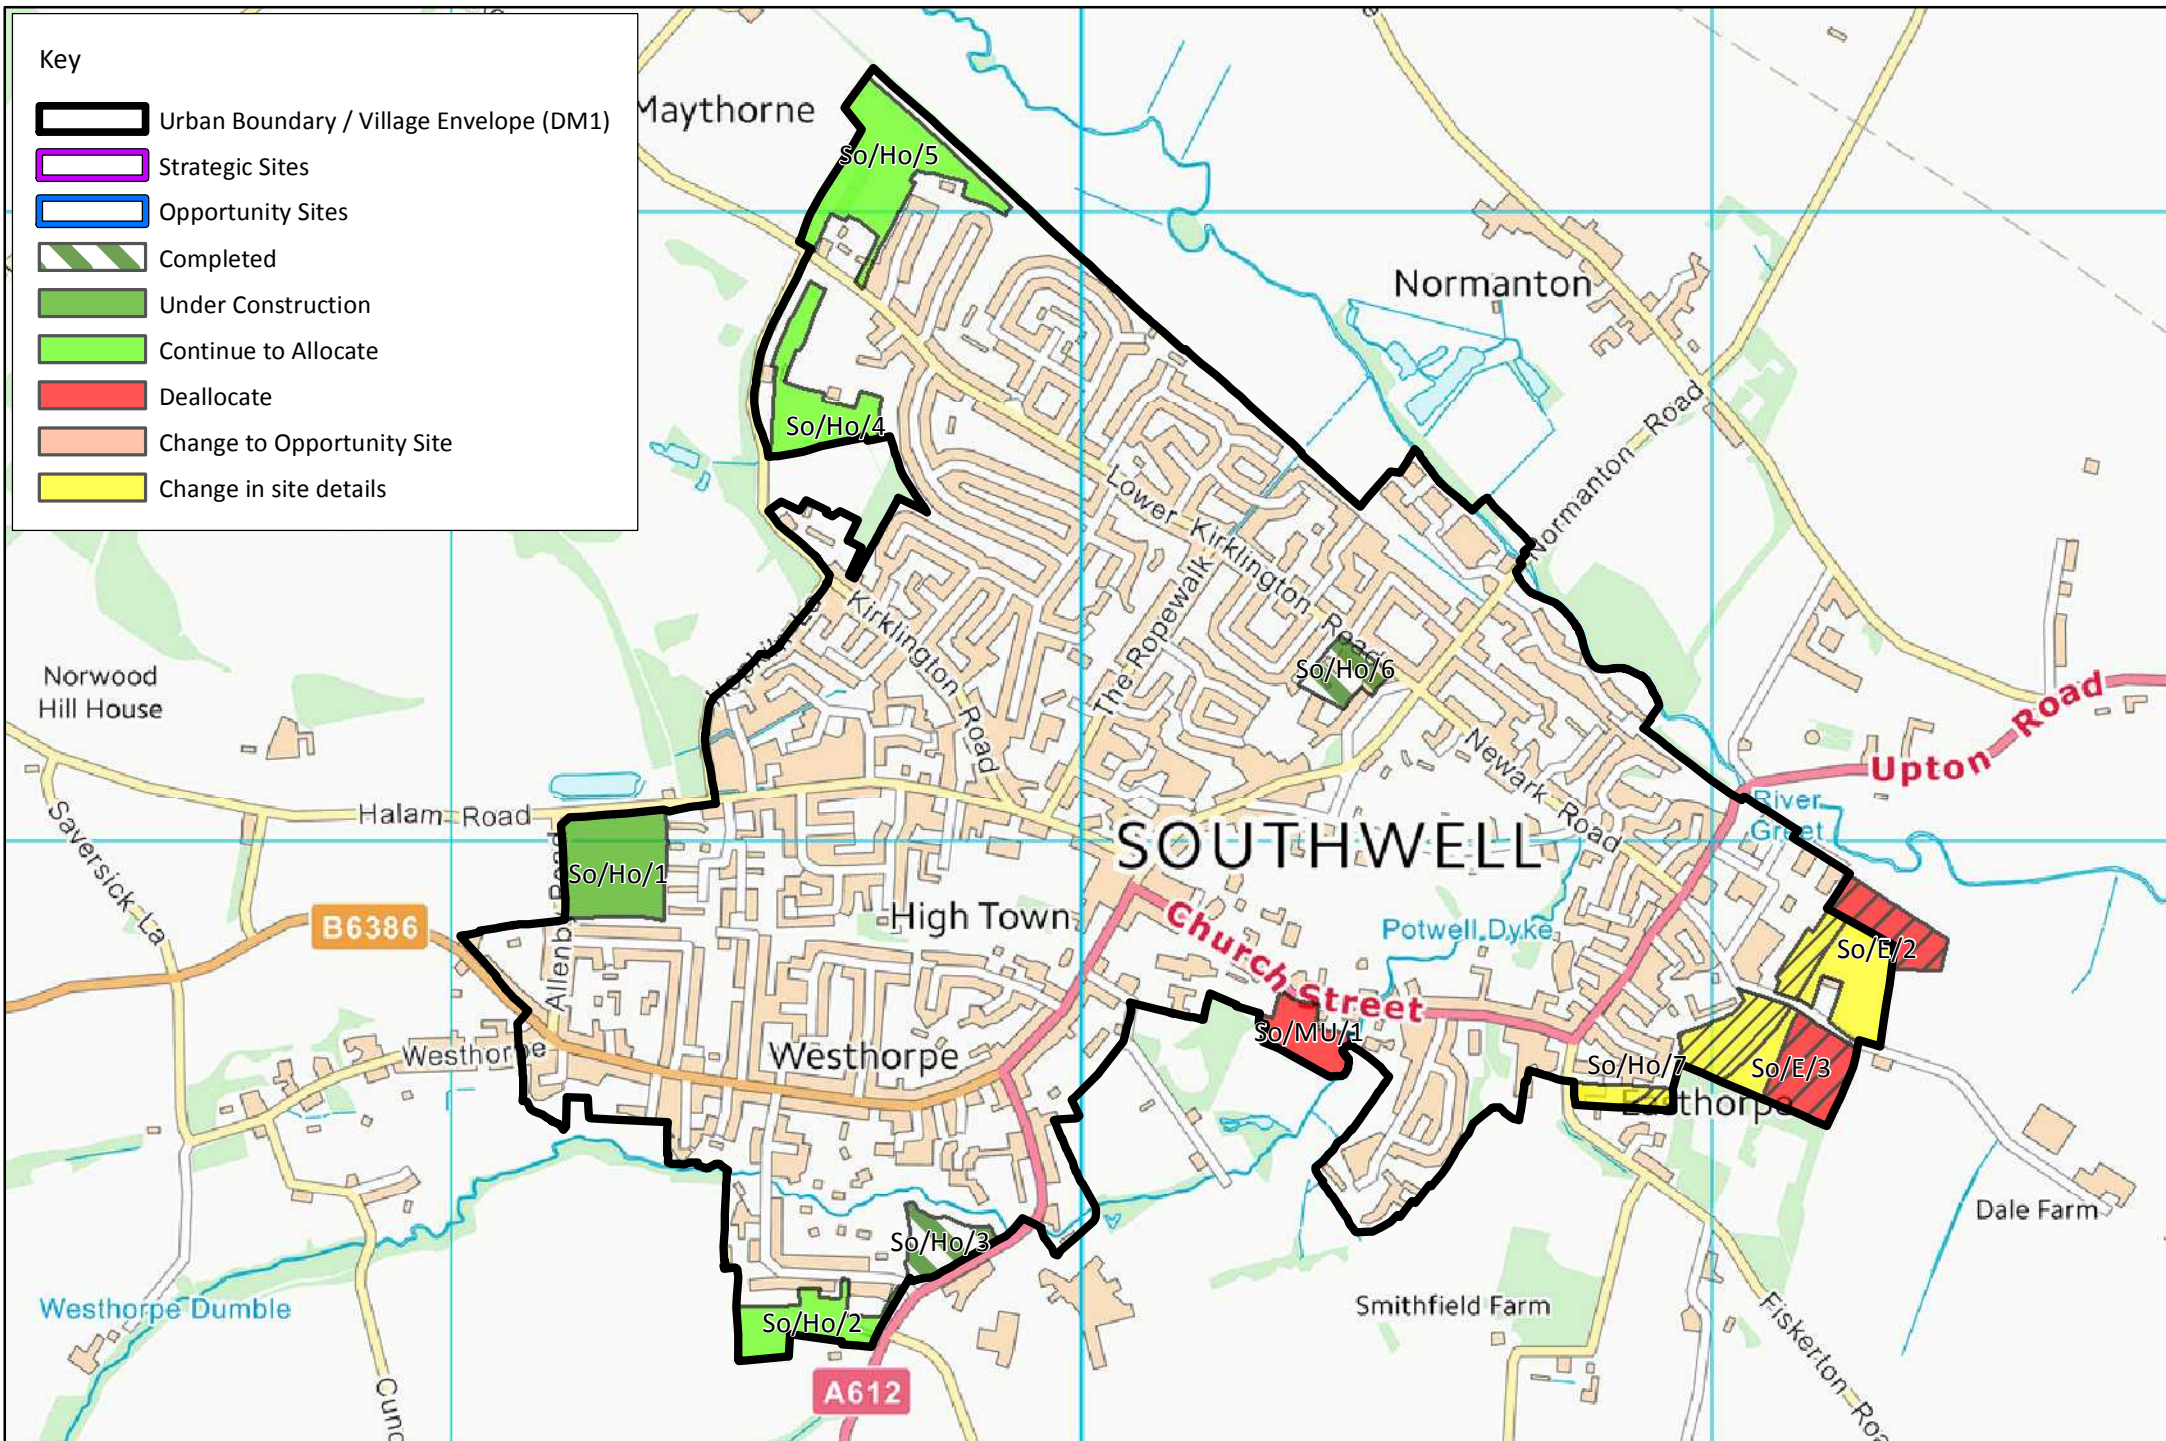 Key
Urban Boundary / Village Envelope (DM1)
Strategic Sites
Opportunity Sites
Completed
Under Construction
Continue to Allocate
Deallocate
Change to Opportunity Site
Change in site details
Maythorne
So/Ho/5
Normanton
So/Ho/4
Normanton Road
Lower Kirklington Road
The Ropewalk
Kirklington Road
So/Ho/6
Norwood
Hill House
Upton Road
Newark Road
River
Greet
Halam Road
SOUTHWELL
Saversick La
So/Ho/1
Allenby Road
B6386
High Town
Church Street
Potwell Dyke
So/E/2
So/MU/1
Westhorpe
Westhorpe
So/Ho/7
So/E/3
Easthorpe
Dale Farm
So/Ho/3
Westhorpe Dumble
So/Ho/2
Smithfield Farm
Fiskerton Roa
A612
Cund